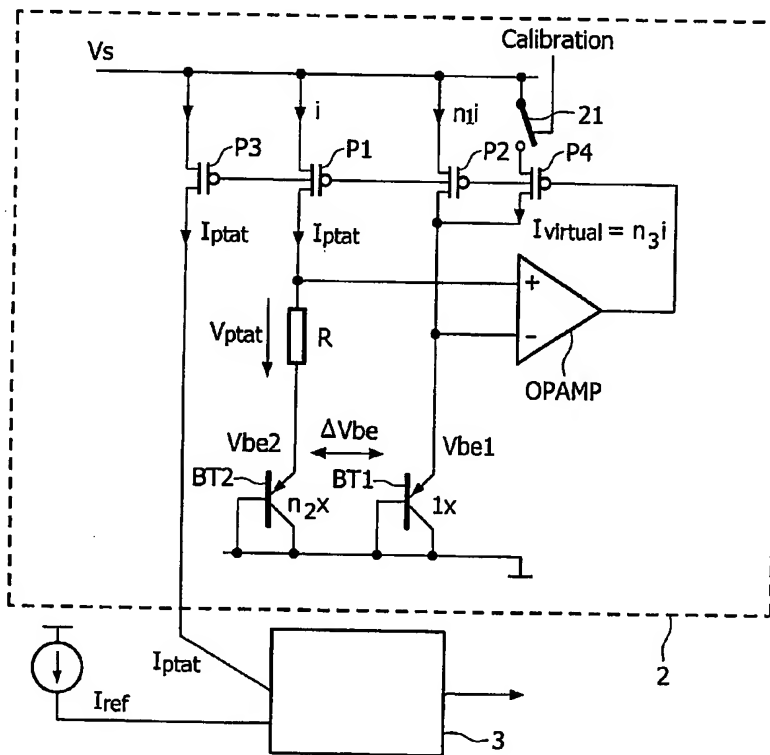 Calibration
Vs
i
n1i
21
P3
P1
P2
P4
Iptat
Iptat
Ivirtual = n3i
Vptat
R
+
-
OPAMP
Vbe2
ΔVbe
Vbe1
BT2
BT1
n2x
1x
Iptat
2
Iref
3